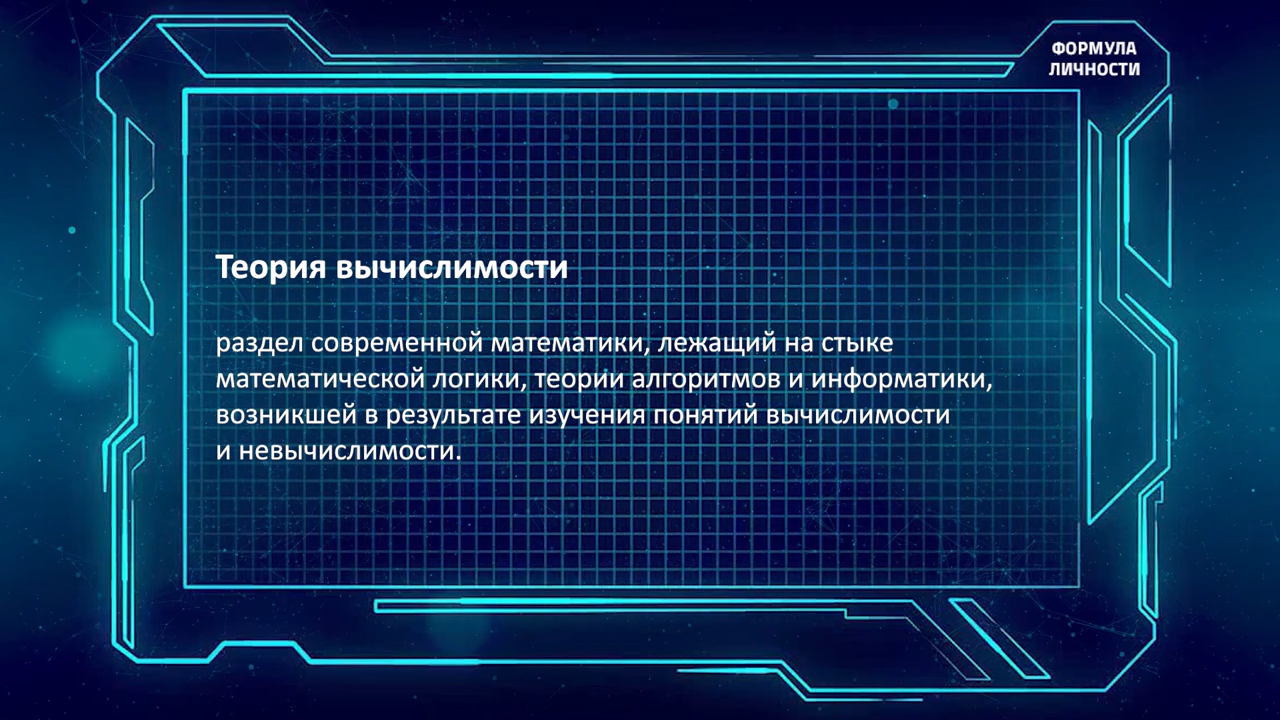 ФОРМУЛА
ЛИЧНОСТИ
Теория вычислимости
раздел современной математики, лежащий на стыке
математической логики, теории алгоритмов и информатики,
возникшей в результате изучения понятий вычислимости
и невычислимости.